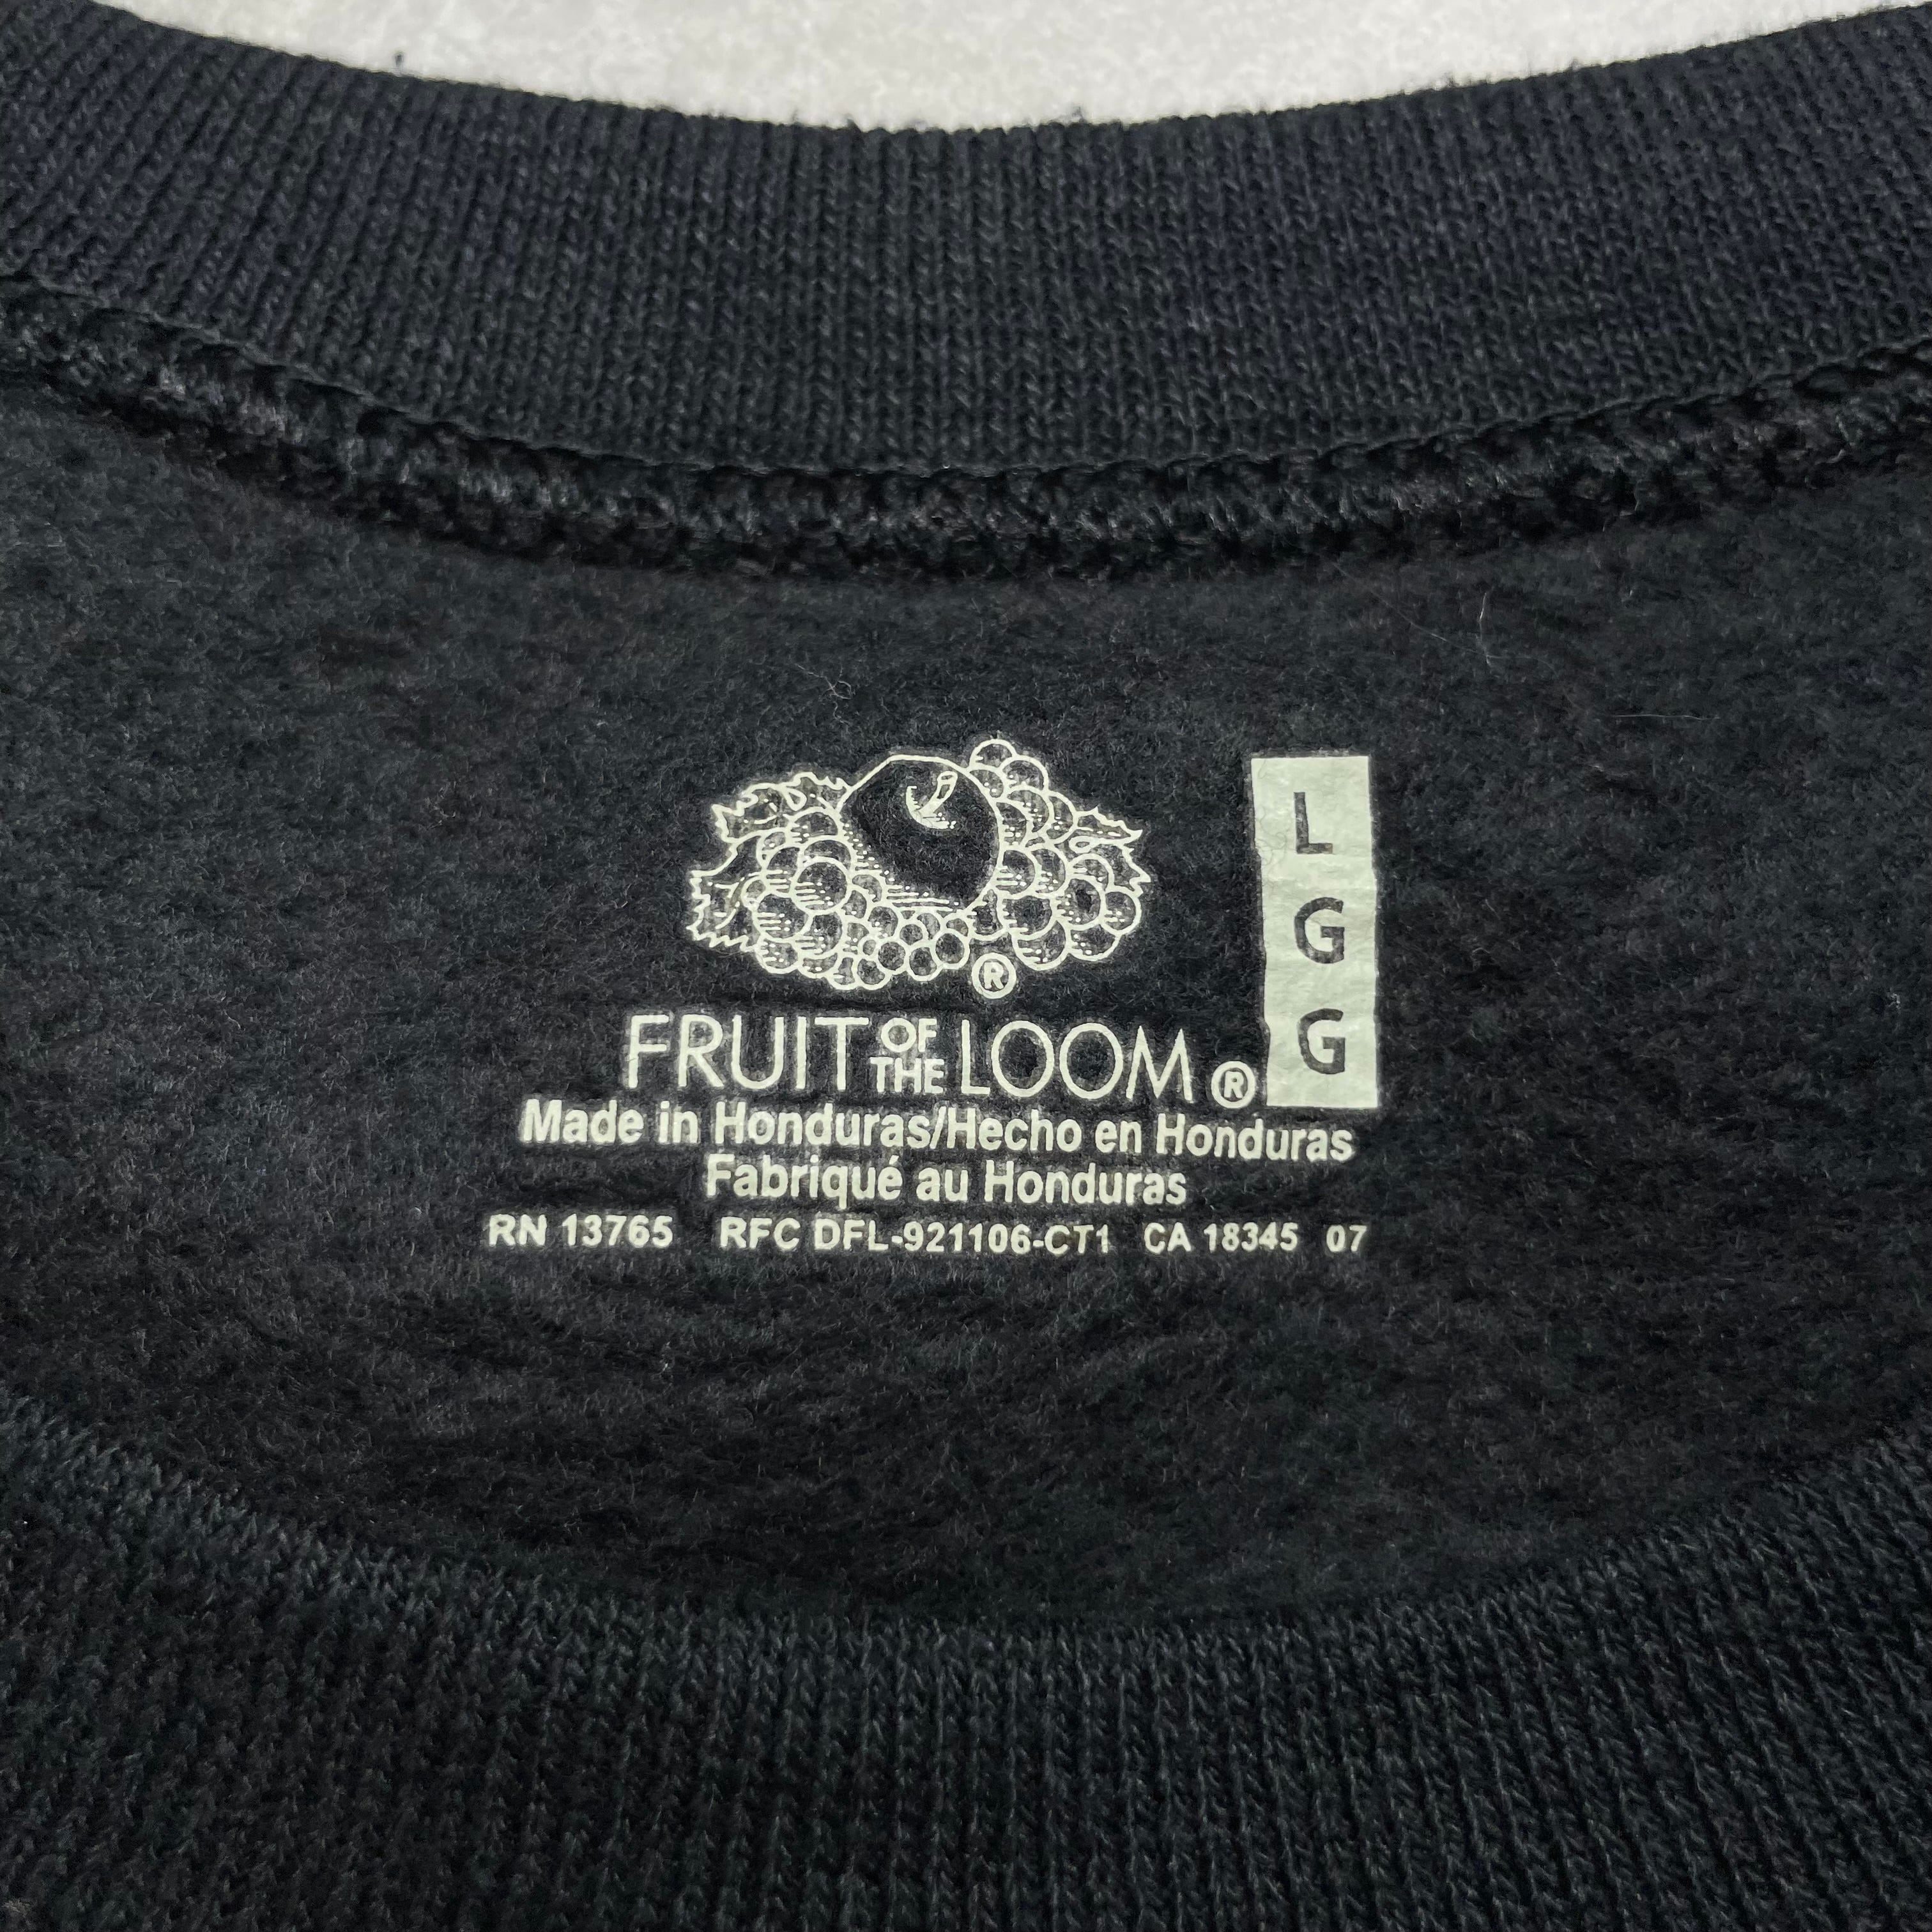 L
G
G
®
FRUIT OF THE LOOM ®
Made in Honduras/Hecho en Honduras
Fabriqué au Honduras
RN 13765 RFC DFL-921106-CT1 CA 18345 07